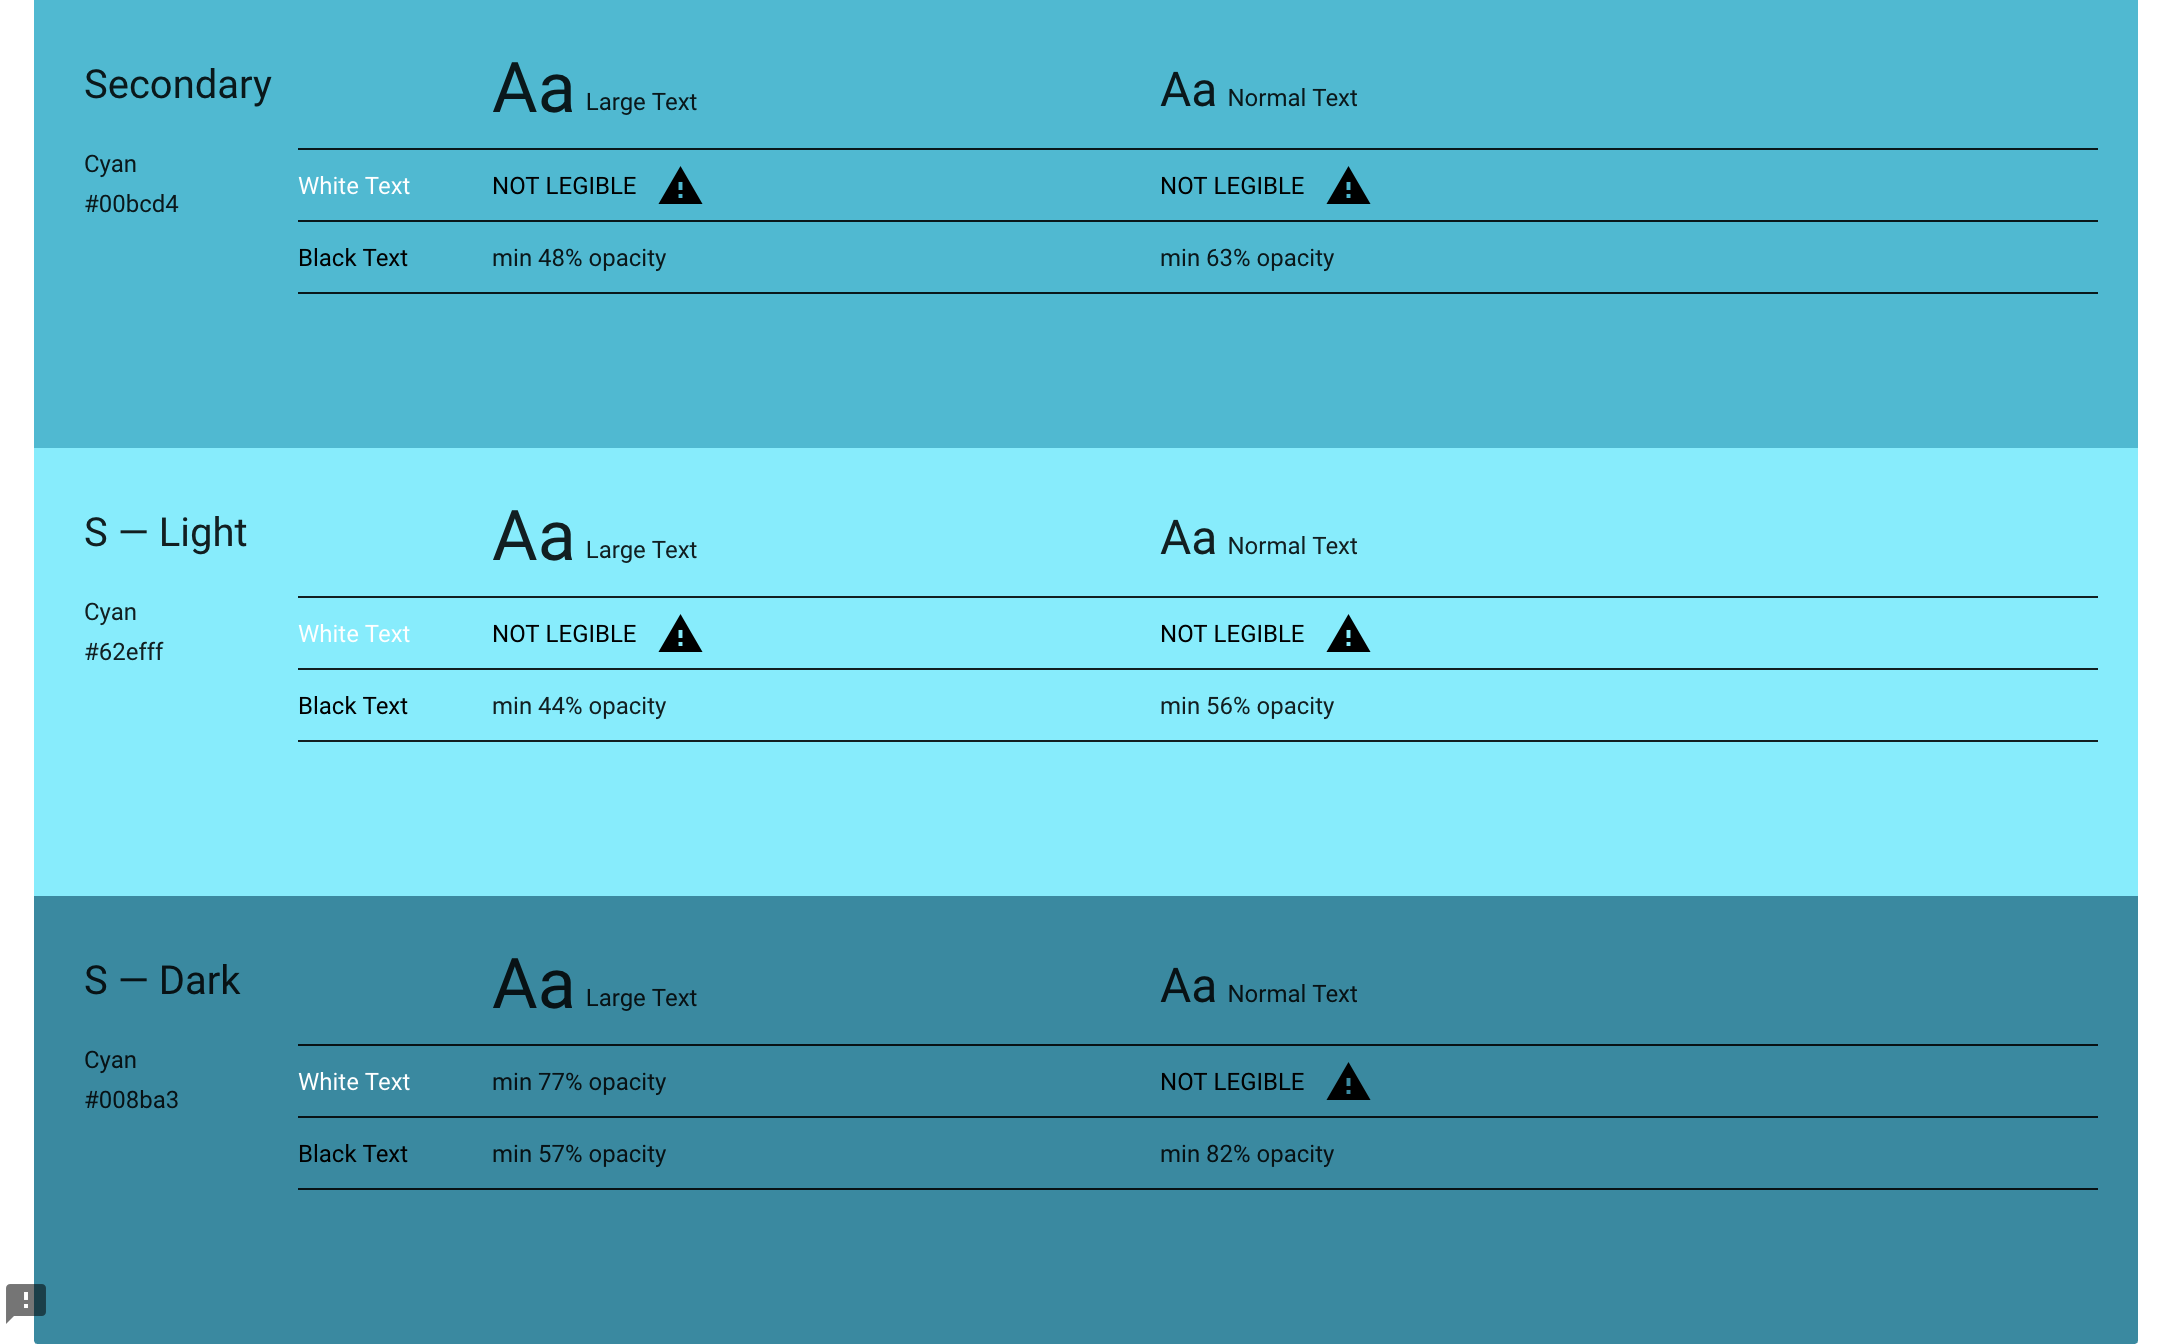 Secondary
Aa Large Text
Aa Normal Text
Cyan
#00bcd4
White Text
NOT LEGIBLE
NOT LEGIBLE
Black Text
min 48% opacity
min 63% opacity
S — Light
Aa Large Text
Aa Normal Text
Cyan
#62efff
White Text
NOT LEGIBLE
NOT LEGIBLE
Black Text
min 44% opacity
min 56% opacity
S — Dark
Aa Large Text
Aa Normal Text
Cyan
#008ba3
White Text
min 77% opacity
NOT LEGIBLE
Black Text
min 57% opacity
min 82% opacity